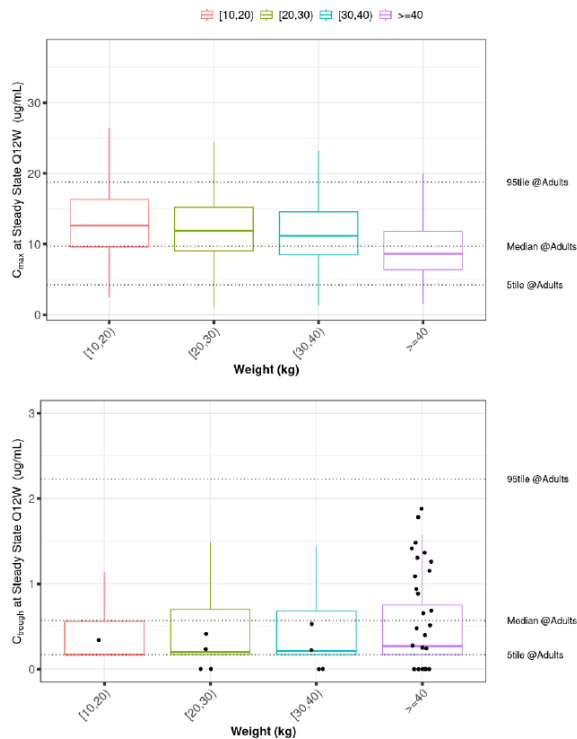 [10,20) [20,30) [30,40) >=40
Cmax at Steady State Q12W (ug/mL)
30
20
10
0
95tile @Adults
Median @Adults
5tile @Adults
[10,20) [20,30) [30,40) >=40
Weight (kg)
Ctrough at Steady State Q12W (ug/mL)
3
2
1
0
95tile @Adults
Median @Adults
5tile @Adults
[10,20) [20,30) [30,40) >=40
Weight (kg)